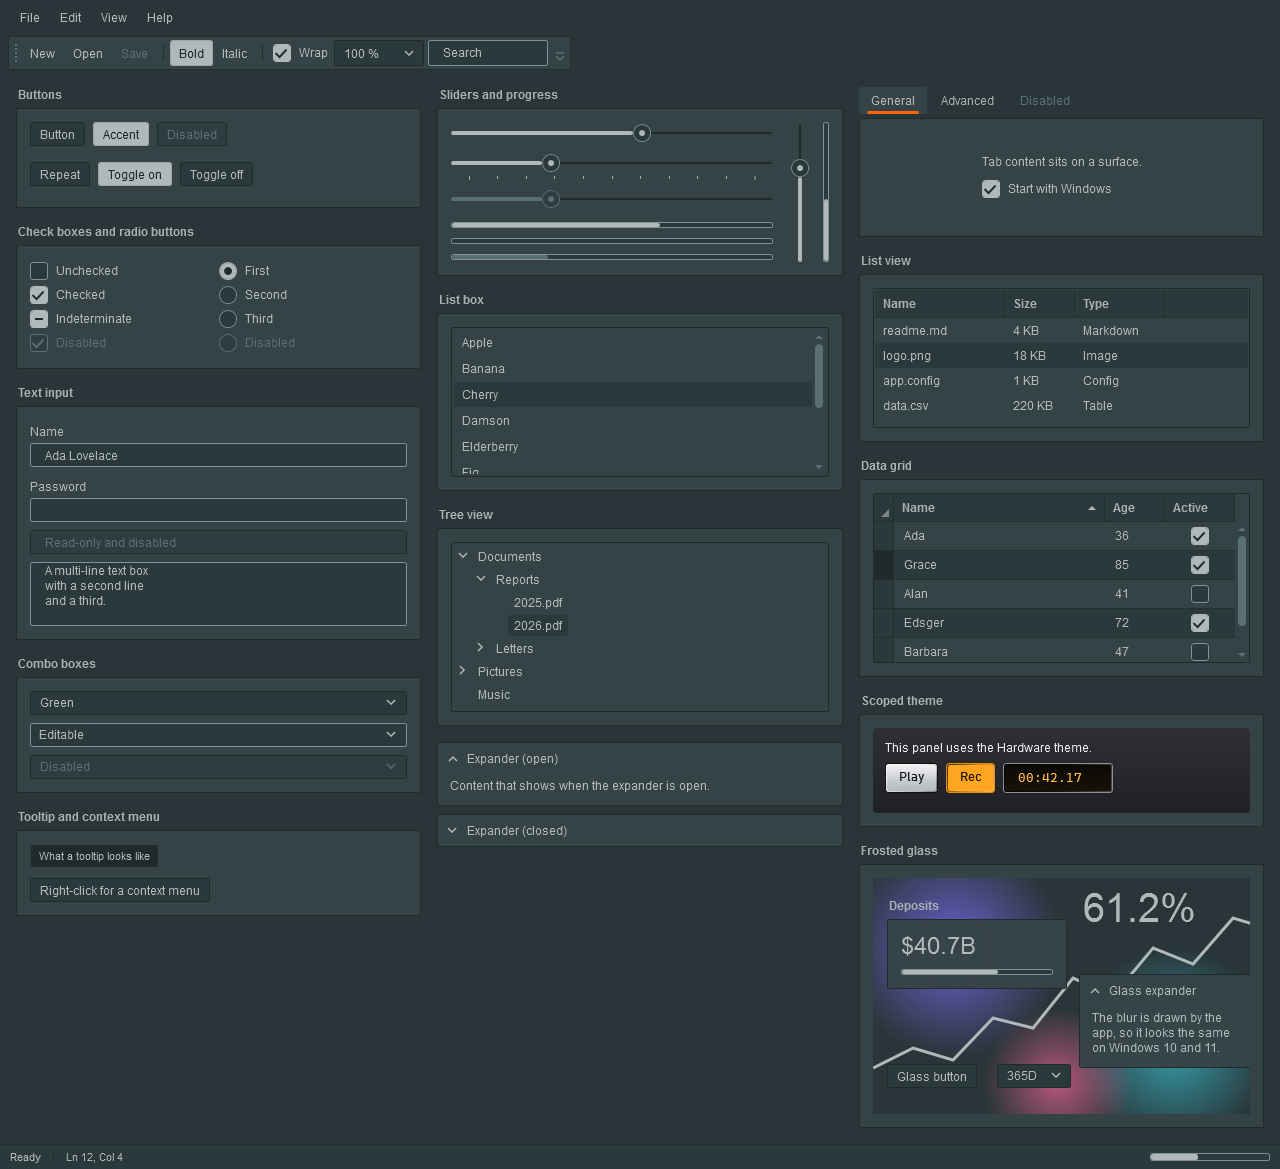 File Edit View Help
New Open Save Bold Italic Wrap 100 % Search
Buttons
Button Accent Disabled
Repeat Toggle on Toggle off
Check boxes and radio buttons
Unchecked First
Checked Second
Indeterminate Third
Disabled Disabled
Text input
Name
Ada Lovelace
Password
Read-only and disabled
A multi-line text box
with a second line
and a third.
Combo boxes
Green
Editable
Disabled
Tooltip and context menu
What a tooltip looks like
Right-click for a context menu
Sliders and progress
List box
Apple
Banana
Cherry
Damson
Elderberry
Fig
Tree view
Documents
Reports
2025.pdf
2026.pdf
Letters
Pictures
Music
Expander (open)
Content that shows when the expander is open.
Expander (closed)
General Advanced Disabled
Tab content sits on a surface.
Start with Windows
List view
Name Size Type
readme.md 4 KB Markdown
logo.png 18 KB Image
app.config 1 KB Config
data.csv 220 KB Table
Data grid
Name Age Active
Ada 36
Grace 85
Alan 41
Edsger 72
Barbara 47
Scoped theme
This panel uses the Hardware theme.
Play Rec 00:42.17
Frosted glass
Deposits
$40.7B
61.2%
Glass expander
The blur is drawn by the
app, so it looks the same
on Windows 10 and 11.
Glass button 365D
Ready Ln 12, Col 4